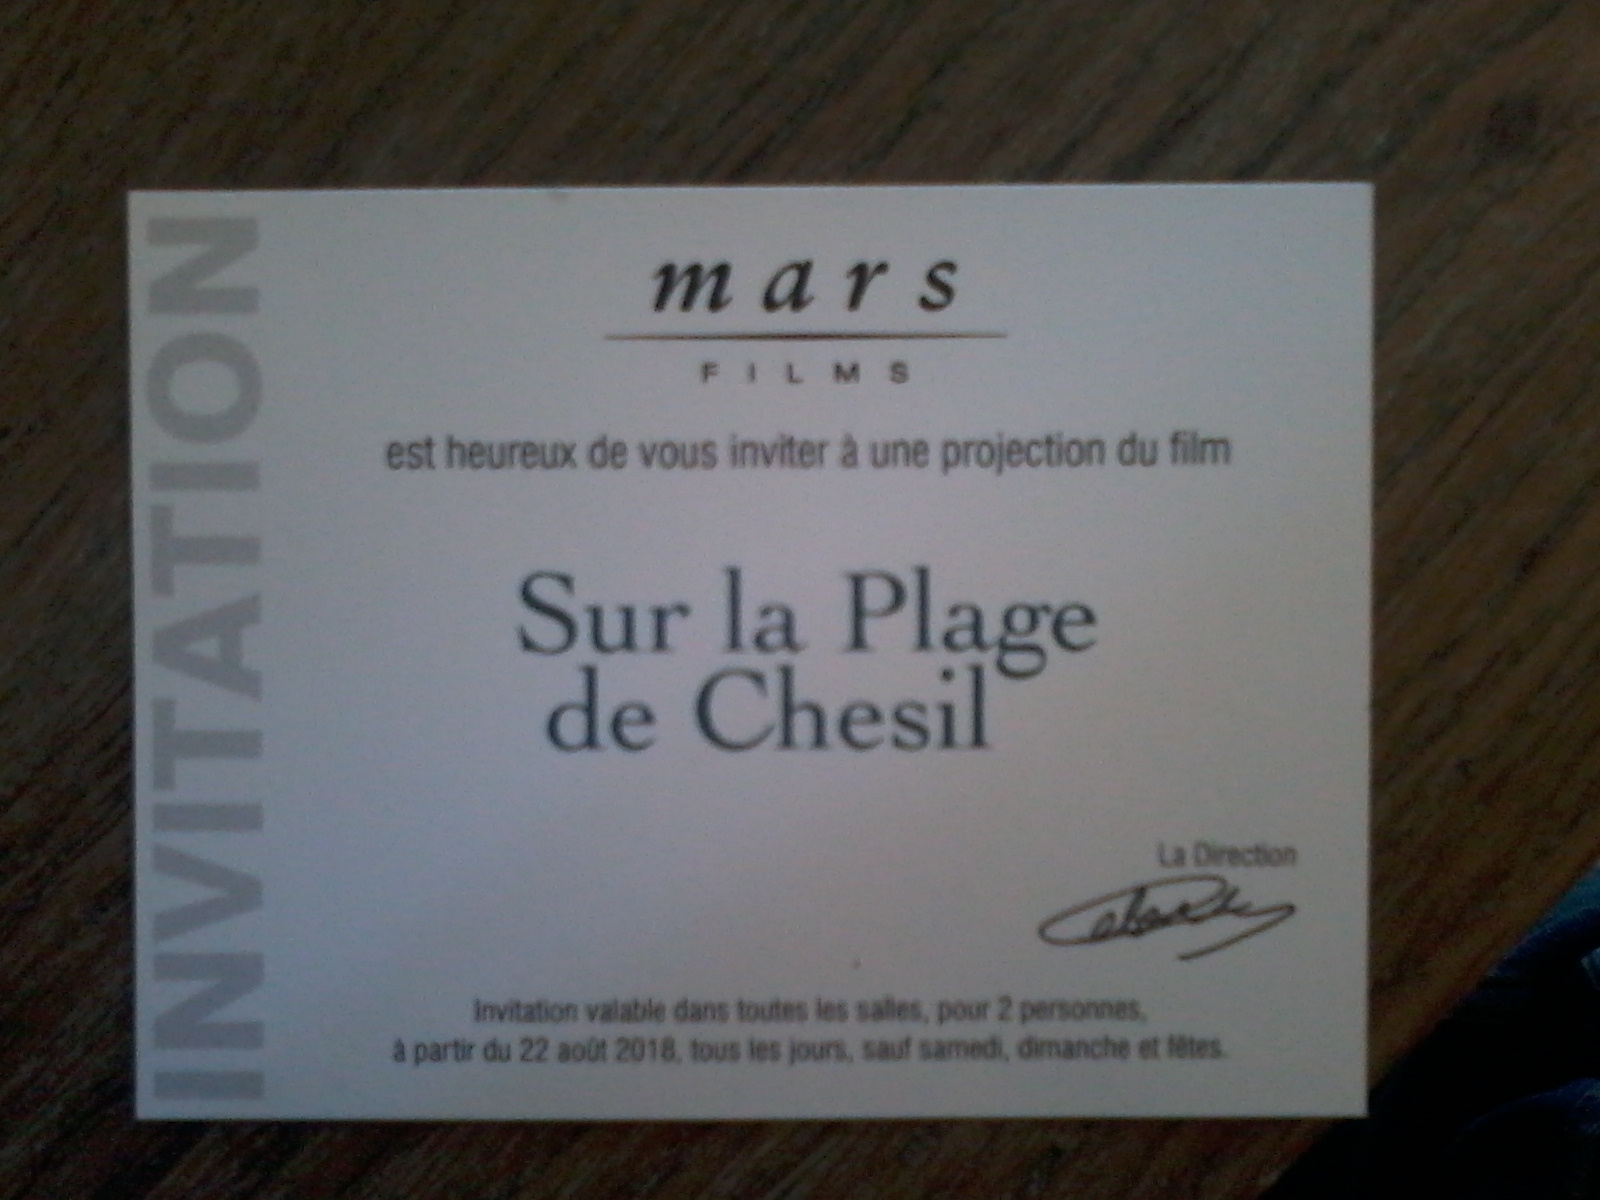 INVITATION
mars
FILMS
est heureux de vous inviter à une projection du film
Sur la Plage
de Chesil
La Direction
Invitation valable dans toutes les salles, pour 2 personnes,
à partir du 22 août 2018, tous les jours, sauf samedi, dimanche et fêtes.